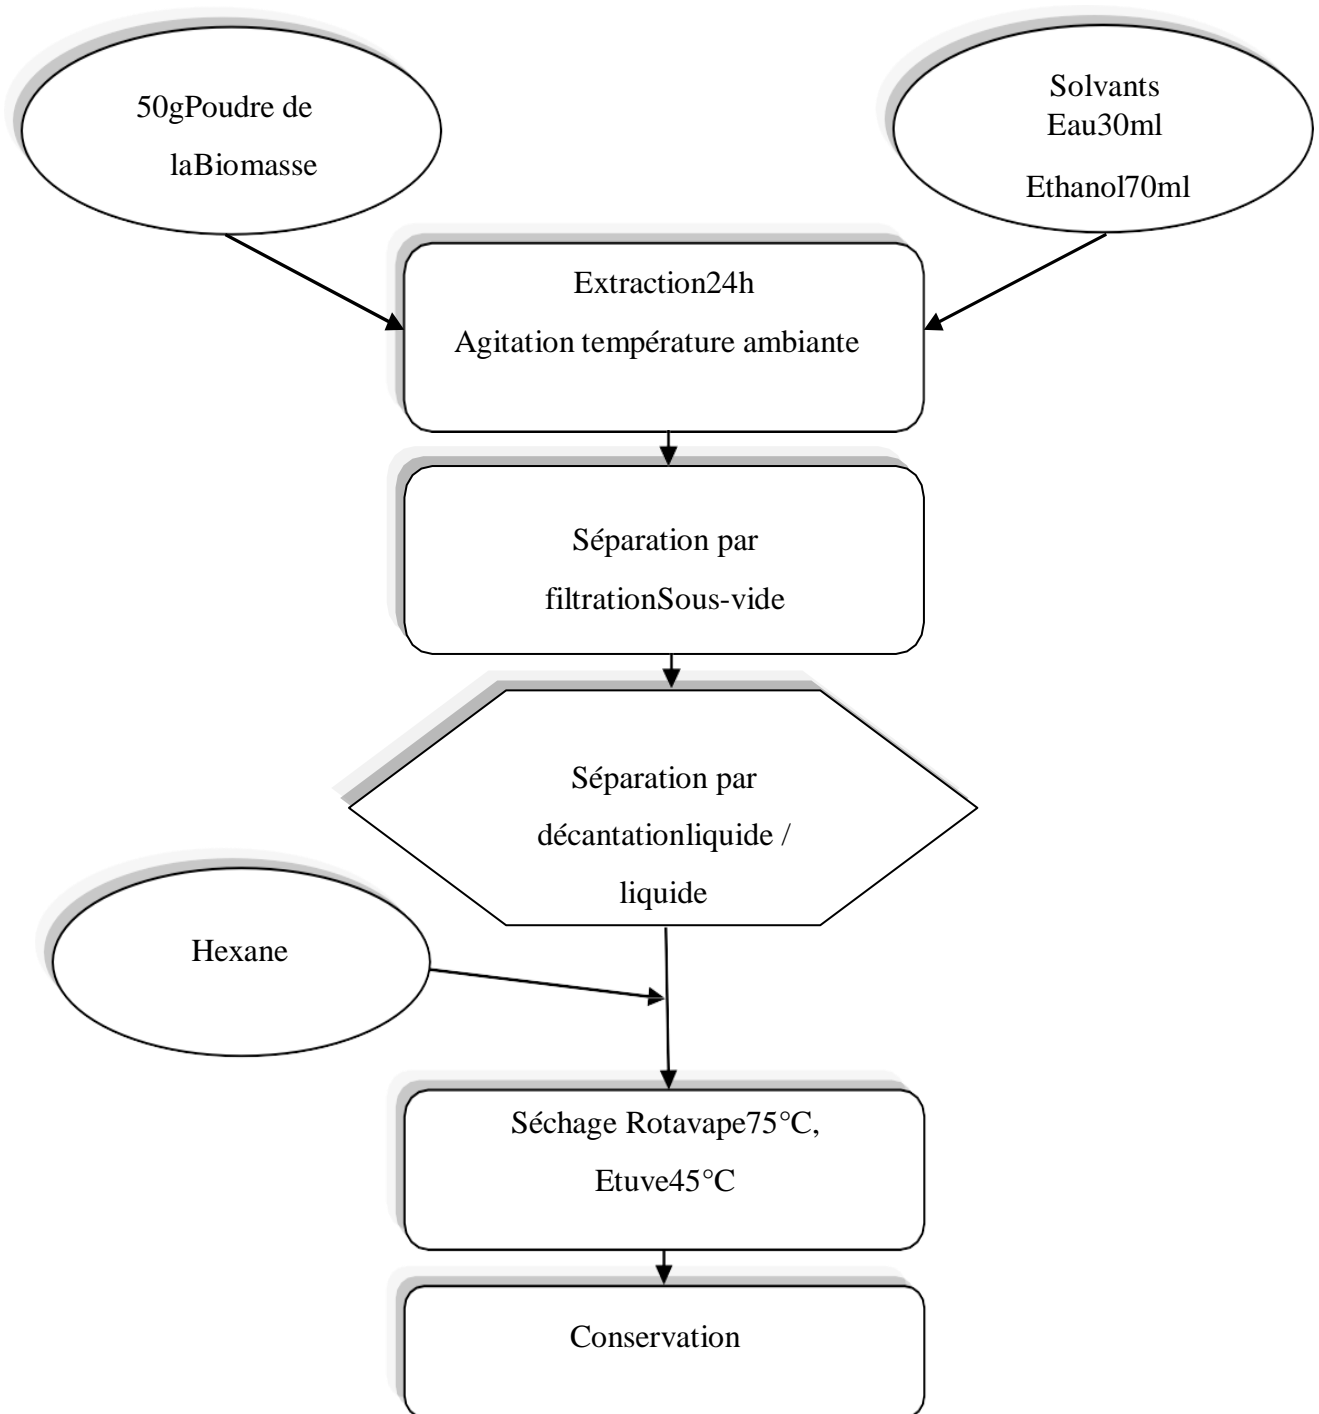 50gPoudre de
laBiomasse
Solvants
Eau30ml
Ethanol70ml
Extraction24h
Agitation température ambiante
Séparation par
filtrationSous-vide
Séparation par
décantationliquide /
liquide
Hexane
Séchage Rotavape75°C,
Etuve45°C
Conservation